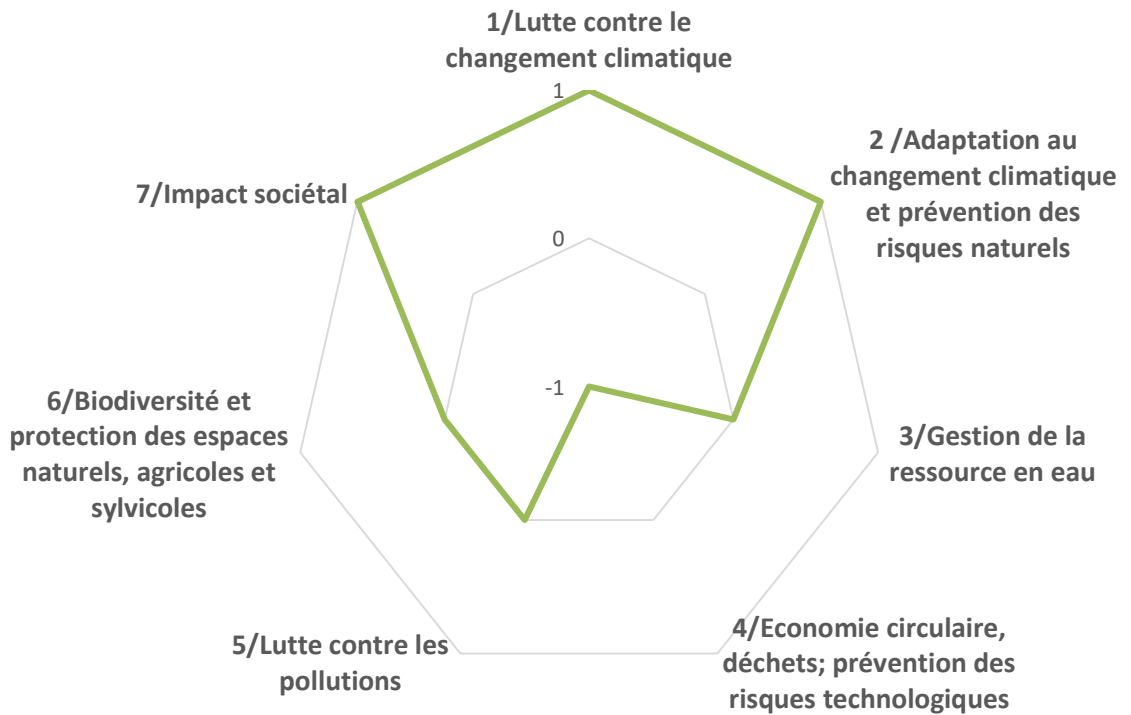 1/Lutte contre le
changement climatique
1
2 /Adaptation au
changement climatique
et prévention des
risques naturels
7/Impact sociétal
0
-1
6/Biodiversité et
protection des espaces
naturels, agricoles et
sylvicoles
3/Gestion de la
ressource en eau
5/Lutte contre les
pollutions
4/Economie circulaire,
déchets; prévention des
risques technologiques